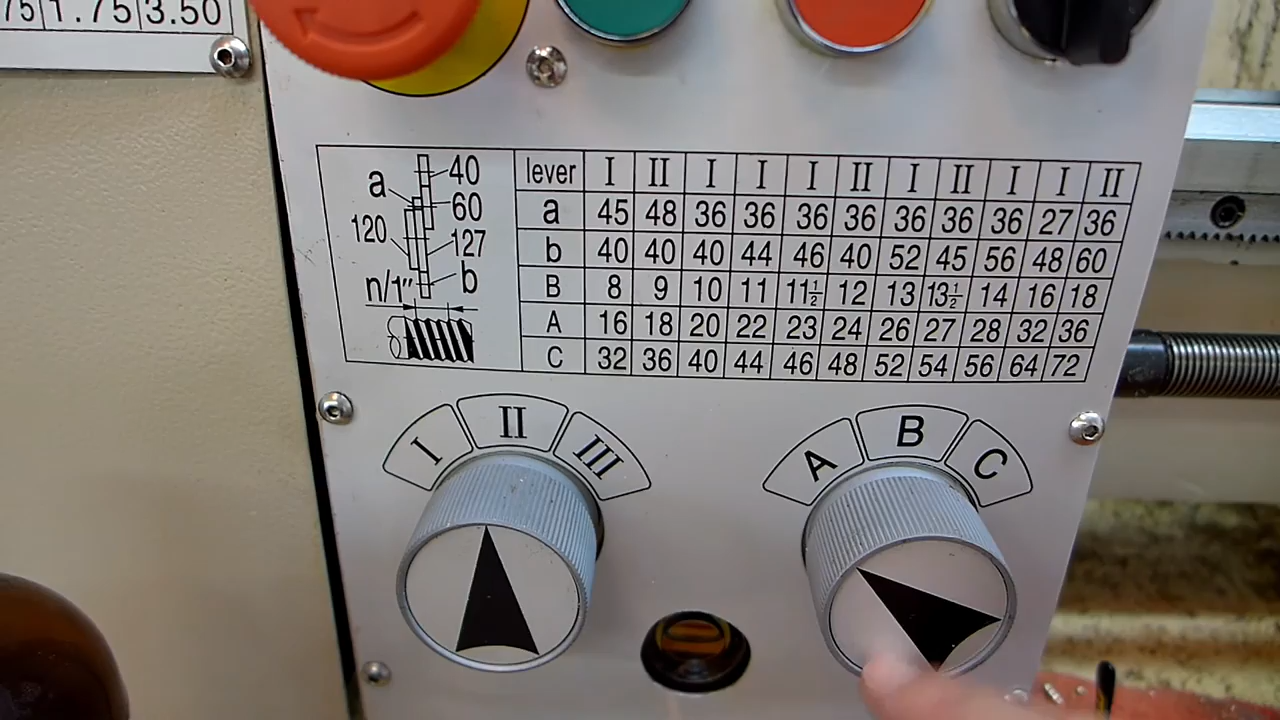 75 1.75 3.50
a 40
60
120 127
b
n/1"
lever I II I I I II I II I I II
a 45 48 36 36 36 36 36 36 36 27 36
b 40 40 40 44 46 40 52 45 56 48 60
B 8 9 10 11 11½ 12 13 13½ 14 16 18
A 16 18 20 22 23 24 26 27 28 32 36
C 32 36 40 44 46 48 52 54 56 64 72
I II III
A B C